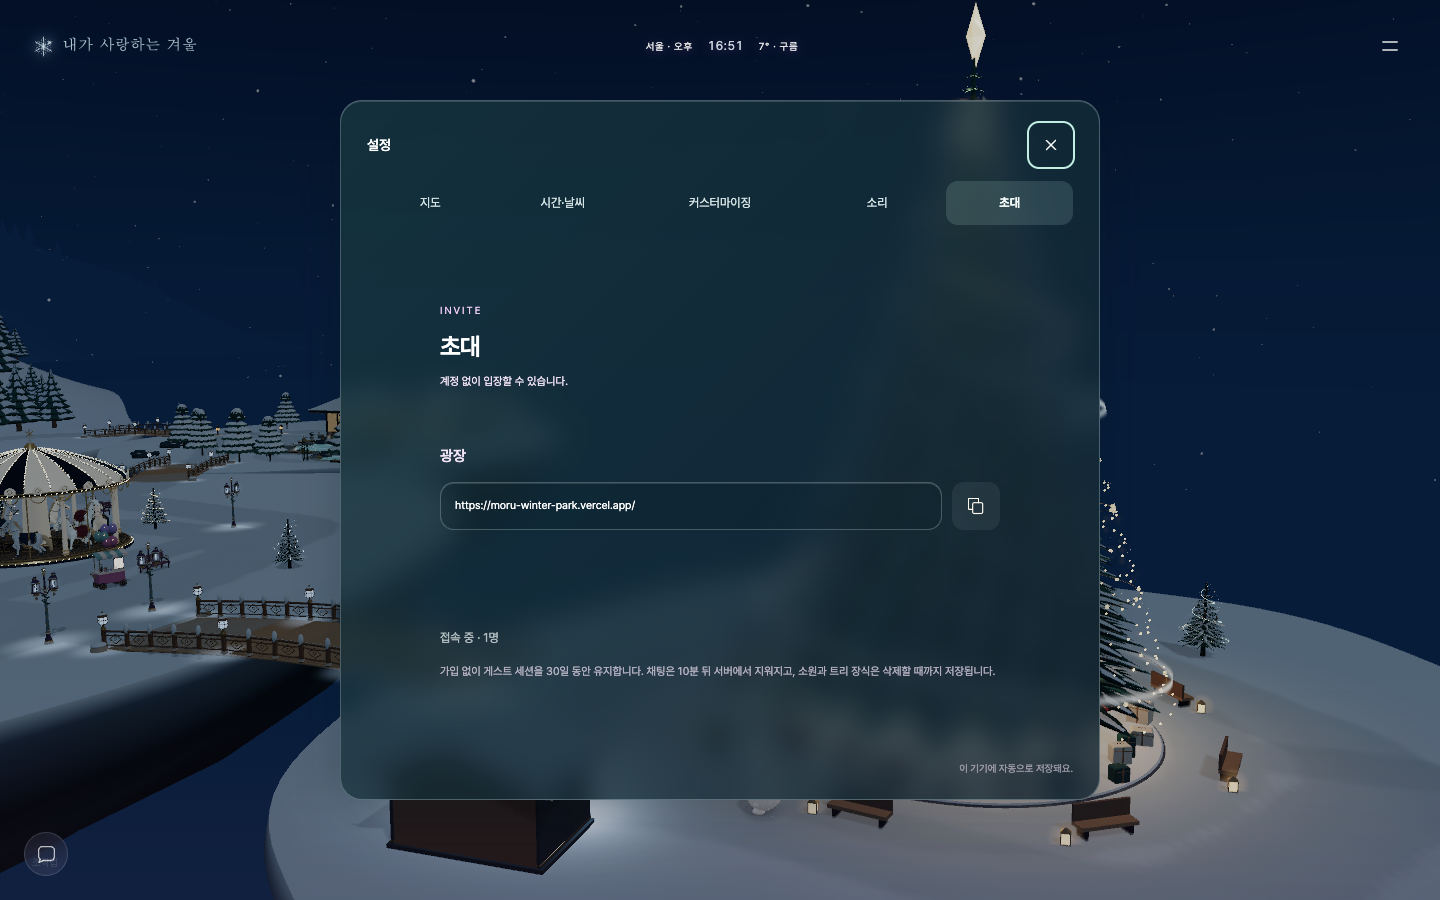 내가 사랑하는 겨울
서울 · 오후 16:51 7° · 구름
설정
지도 시간·날씨 커스터마이징 소리 초대
INVITE
초대
계정 없이 입장할 수 있습니다.
광장
https://moru-winter-park.vercel.app/
접속 중 · 1명
가입 없이 게스트 세션을 30일 동안 유지합니다. 채팅은 10분 뒤 서버에서 지워지고, 소원과 트리 장식은 삭제할 때까지 저장됩니다.
이 기기에 자동으로 저장돼요.